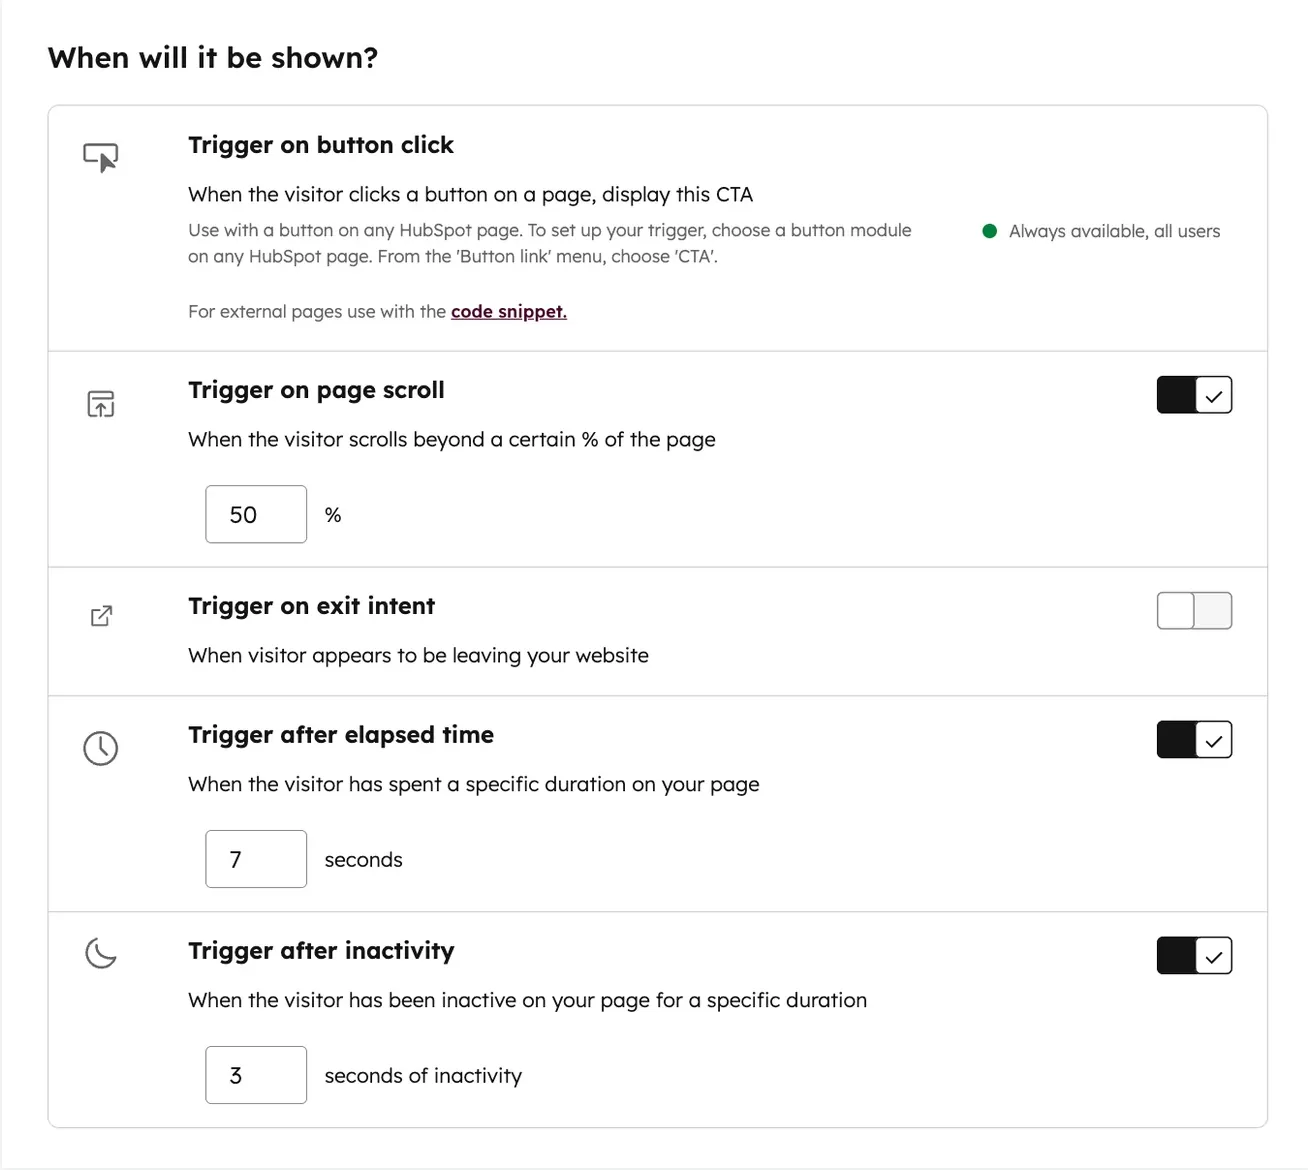 When will it be shown?
Trigger on button click
When the visitor clicks a button on a page, display this CTA
Use with a button on any HubSpot page. To set up your trigger, choose a button module
on any HubSpot page. From the 'Button link' menu, choose 'CTA'.
Always available, all users
For external pages use with the code snippet.
Trigger on page scroll
When the visitor scrolls beyond a certain % of the page
50 %
Trigger on exit intent
When visitor appears to be leaving your website
Trigger after elapsed time
When the visitor has spent a specific duration on your page
7 seconds
Trigger after inactivity
When the visitor has been inactive on your page for a specific duration
3 seconds of inactivity